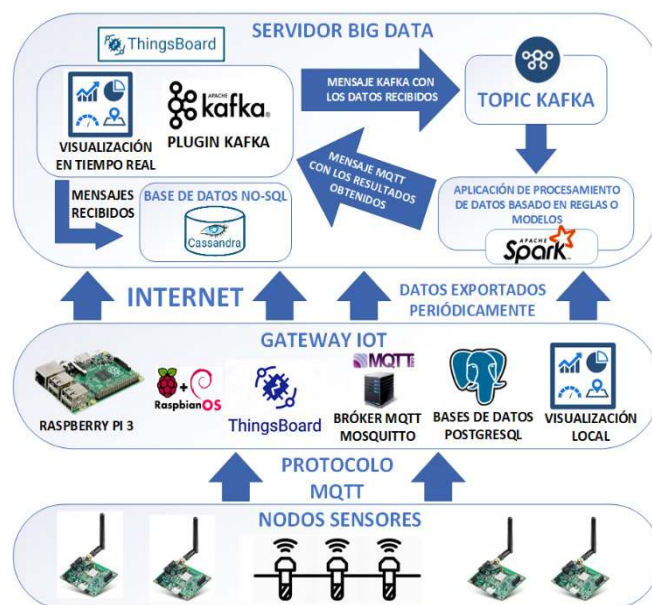 SERVIDOR BIG DATA
ThingsBoard
VISUALIZACIÓN
EN TIEMPO REAL
APACHE
kafka®
PLUGIN KAFKA
MENSAJE KAFKA CON
LOS DATOS RECIBIDOS
TOPIC KAFKA
MENSAJE MQTT
CON LOS RESULTADOS
OBTENIDOS
MENSAJES
RECIBIDOS
BASE DE DATOS NO-SQL
Cassandra
APLICACIÓN DE PROCESAMIENTO
DE DATOS BASADO EN REGLAS O
MODELOS
APACHE
Spark™
INTERNET
DATOS EXPORTADOS
PERIÓDICAMENTE
GATEWAY IOT
RASPBERRY PI 3
+
RaspbianOS
ThingsBoard
MQTT
BRÓKER MQTT
MOSQUITTO
BASES DE DATOS
POSTGRESQL
VISUALIZACIÓN
LOCAL
PROTOCOLO
MQTT
NODOS SENSORES